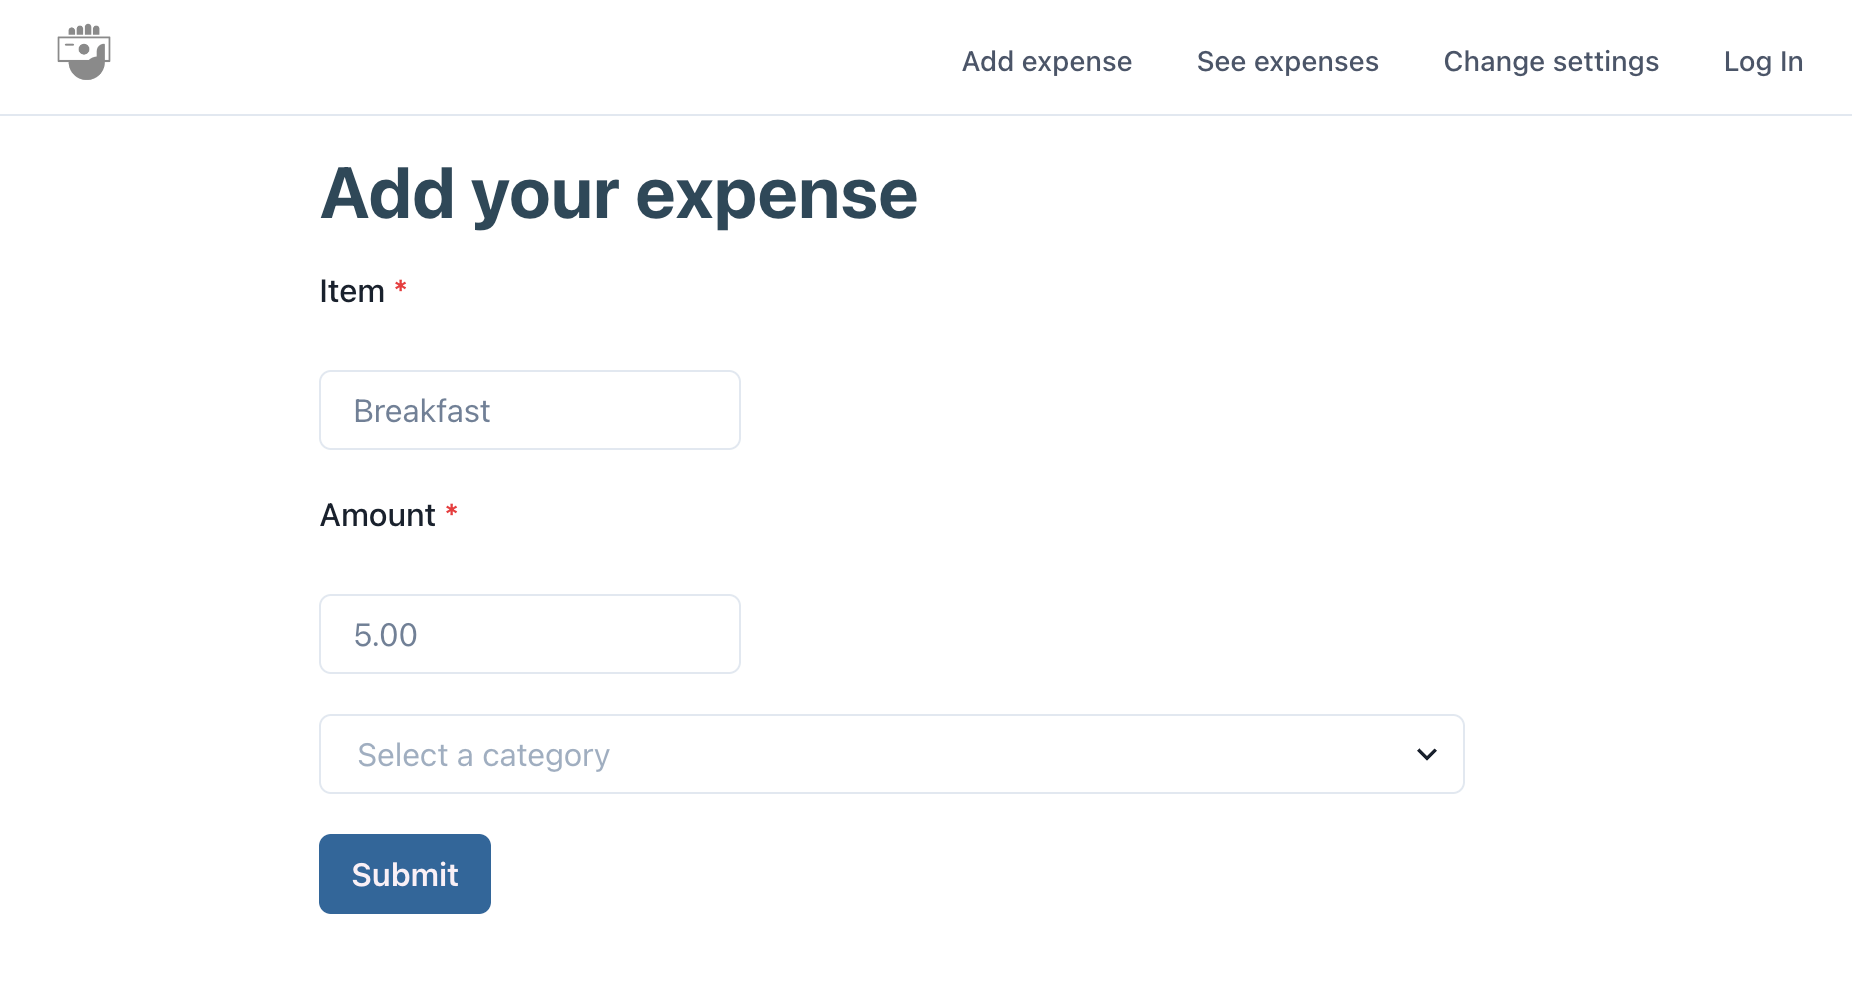 Add expense See expenses Change settings Log In
Add your expense
Item *
Breakfast
Amount *
5.00
Select a category
Submit